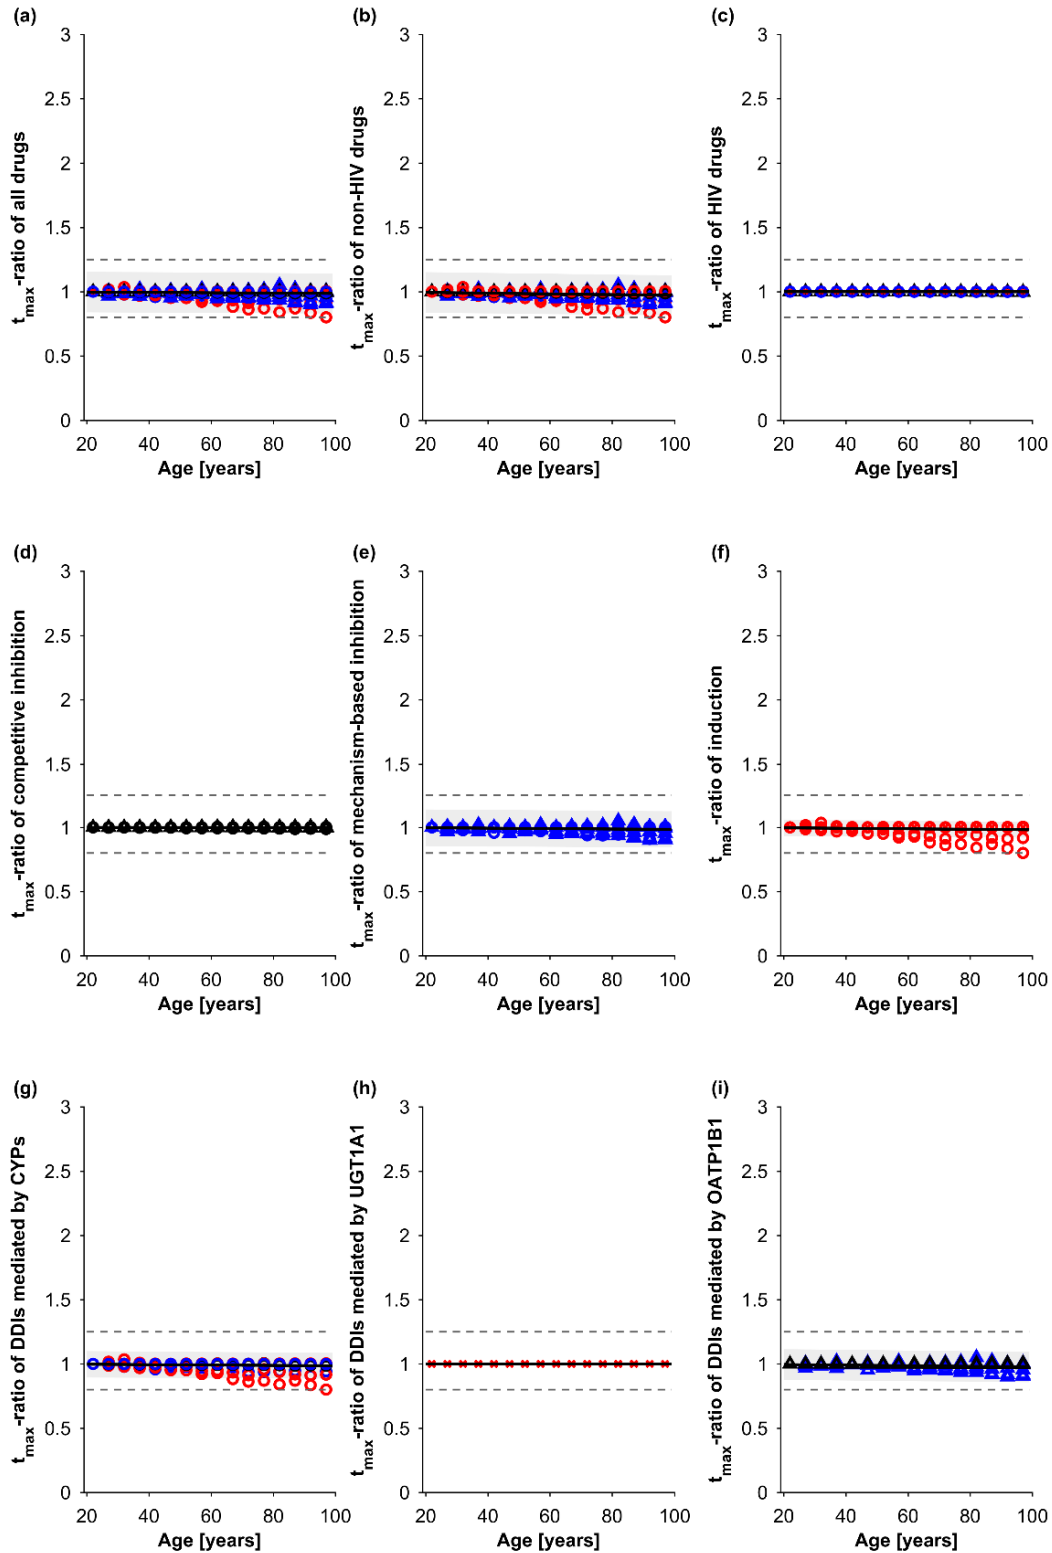 (a)
(b)
(c)
t_max-ratio of all drugs
3
2.5
2
1.5
1
0.5
0
20 40 60 80 100
Age [years]
t_max-ratio of non-HIV drugs
3
2.5
2
1.5
1
0.5
0
20 40 60 80 100
Age [years]
t_max-ratio of HIV drugs
3
2.5
2
1.5
1
0.5
0
20 40 60 80 100
Age [years]
(d)
(e)
(f)
t_max-ratio of competitive inhibition
3
2.5
2
1.5
1
0.5
0
20 40 60 80 100
Age [years]
t_max-ratio of mechanism-based inhibition
3
2.5
2
1.5
1
0.5
0
20 40 60 80 100
Age [years]
t_max-ratio of induction
3
2.5
2
1.5
1
0.5
0
20 40 60 80 100
Age [years]
(g)
(h)
(i)
t_max-ratio of DDIs mediated by CYPs
3
2.5
2
1.5
1
0.5
0
20 40 60 80 100
Age [years]
t_max-ratio of DDIs mediated by UGT1A1
3
2.5
2
1.5
1
0.5
0
20 40 60 80 100
Age [years]
t_max-ratio of DDIs mediated by OATP1B1
3
2.5
2
1.5
1
0.5
0
20 40 60 80 100
Age [years]